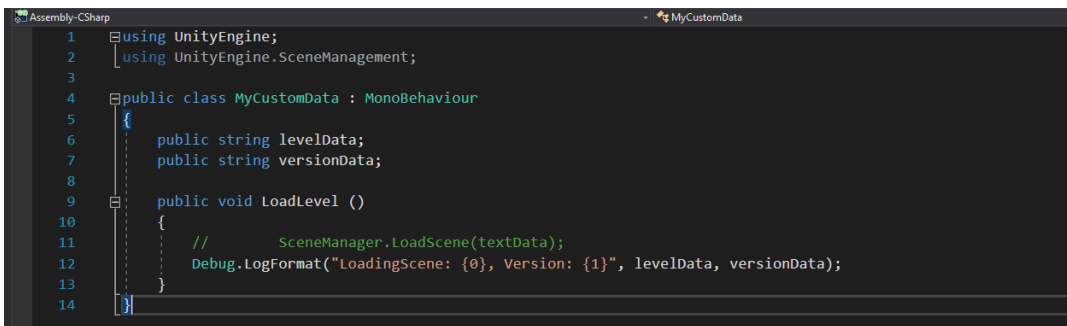 Assembly-CSharp MyCustomData
1 using UnityEngine;
2 using UnityEngine.SceneManagement;
3
4 public class MyCustomData : MonoBehaviour
5 {
6 public string levelData;
7 public string versionData;
8
9 public void LoadLevel ()
10 {
11 // SceneManager.LoadScene(textData);
12 Debug.LogFormat("LoadingScene: {0}, Version: {1}", levelData, versionData);
13 }
14 }